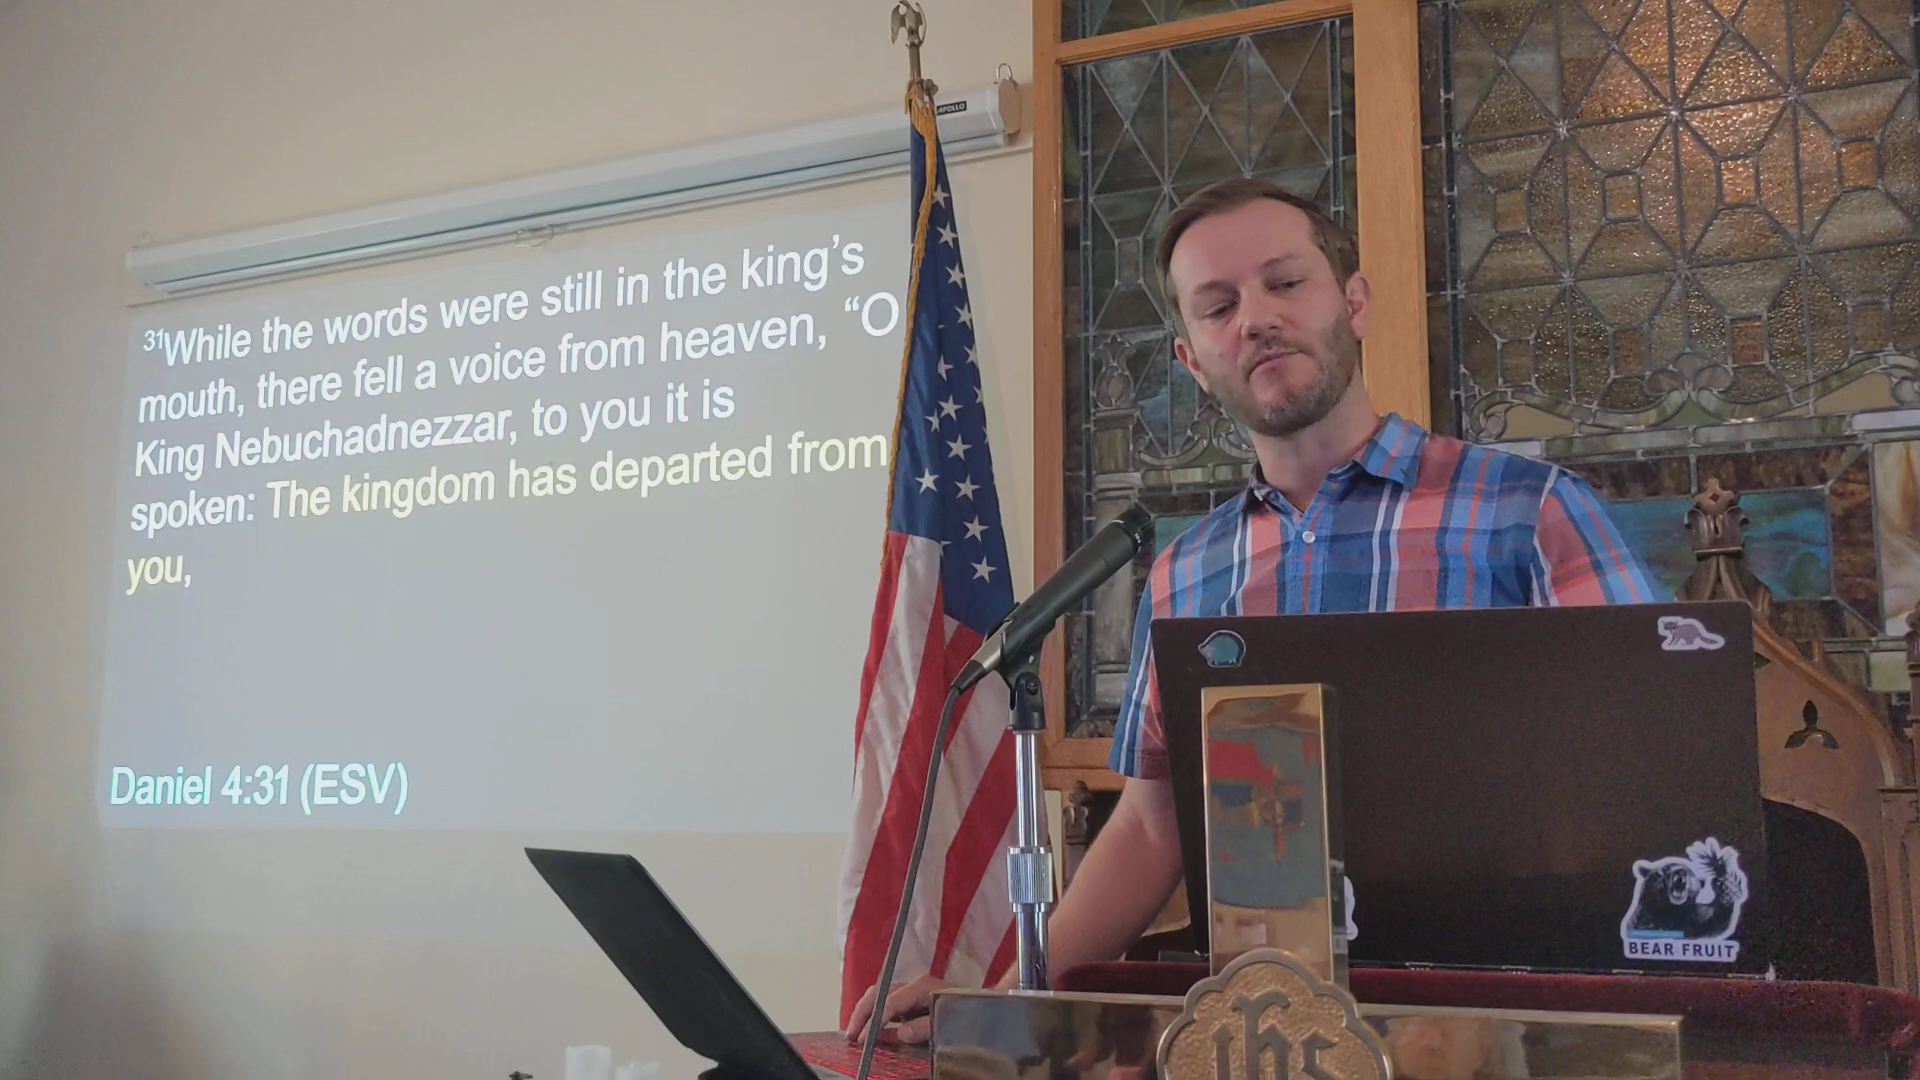 APOLLO
³¹While the words were still in the king’s
mouth, there fell a voice from heaven, “O
King Nebuchadnezzar, to you it is
spoken: The kingdom has departed from
you,
Daniel 4:31 (ESV)
BEAR FRUIT
ihs